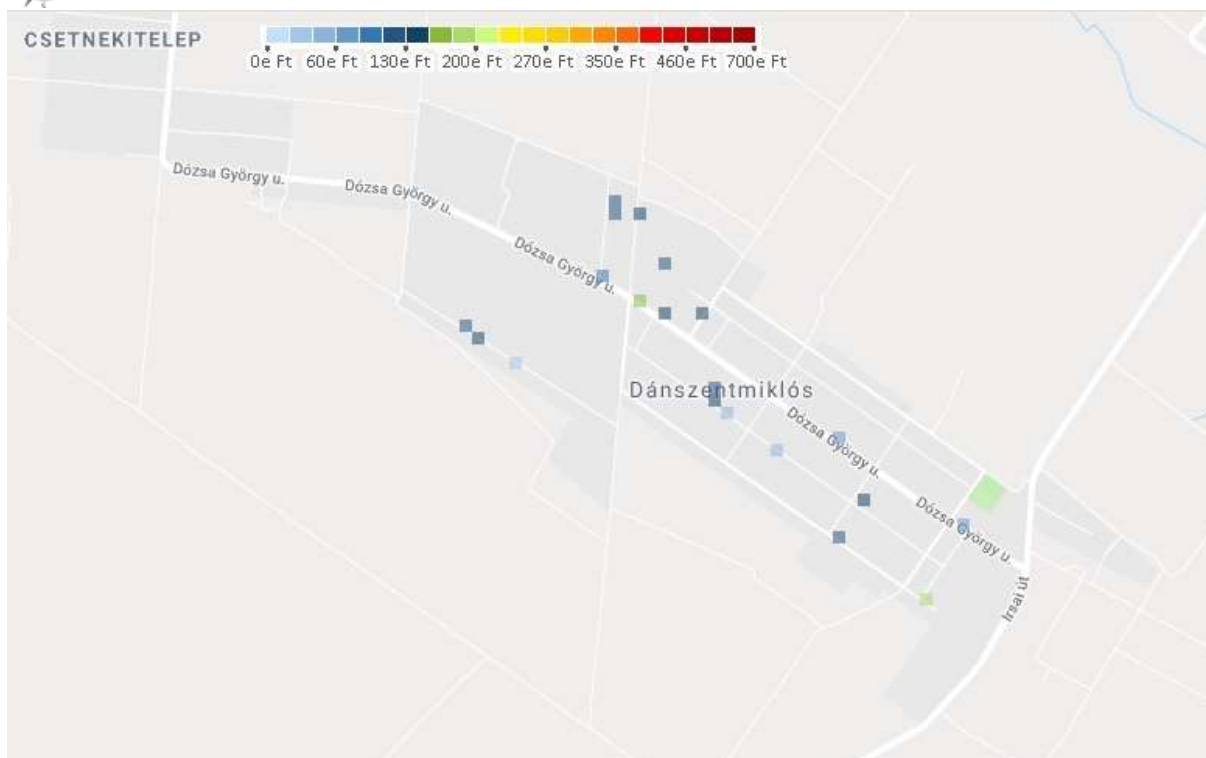 CSETNEKITELEP
0e Ft 60e Ft 130e Ft 200e Ft 270e Ft 350e Ft 460e Ft 700e Ft
Dózsa György u.
Dózsa György u.
Dózsa György u.
Dánszentmiklós
Dózsa György u.
Dózsa György u.
Irsai út